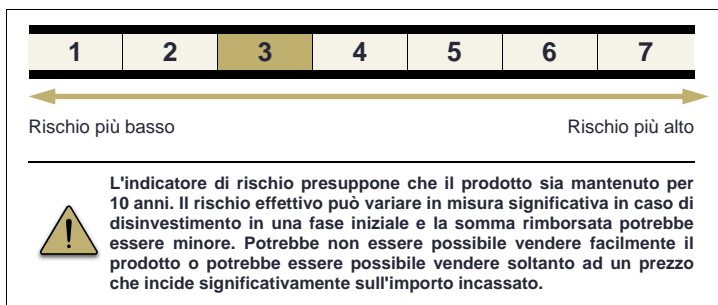 1 2 3 4 5 6 7
Rischio più basso Rischio più alto
L'indicatore di rischio presuppone che il prodotto sia mantenuto per
10 anni. Il rischio effettivo può variare in misura significativa in caso di
disinvestimento in una fase iniziale e la somma rimborsata potrebbe
essere minore. Potrebbe non essere possibile vendere facilmente il
prodotto o potrebbe essere possibile vendere soltanto ad un prezzo
che incide significativamente sull'importo incassato.